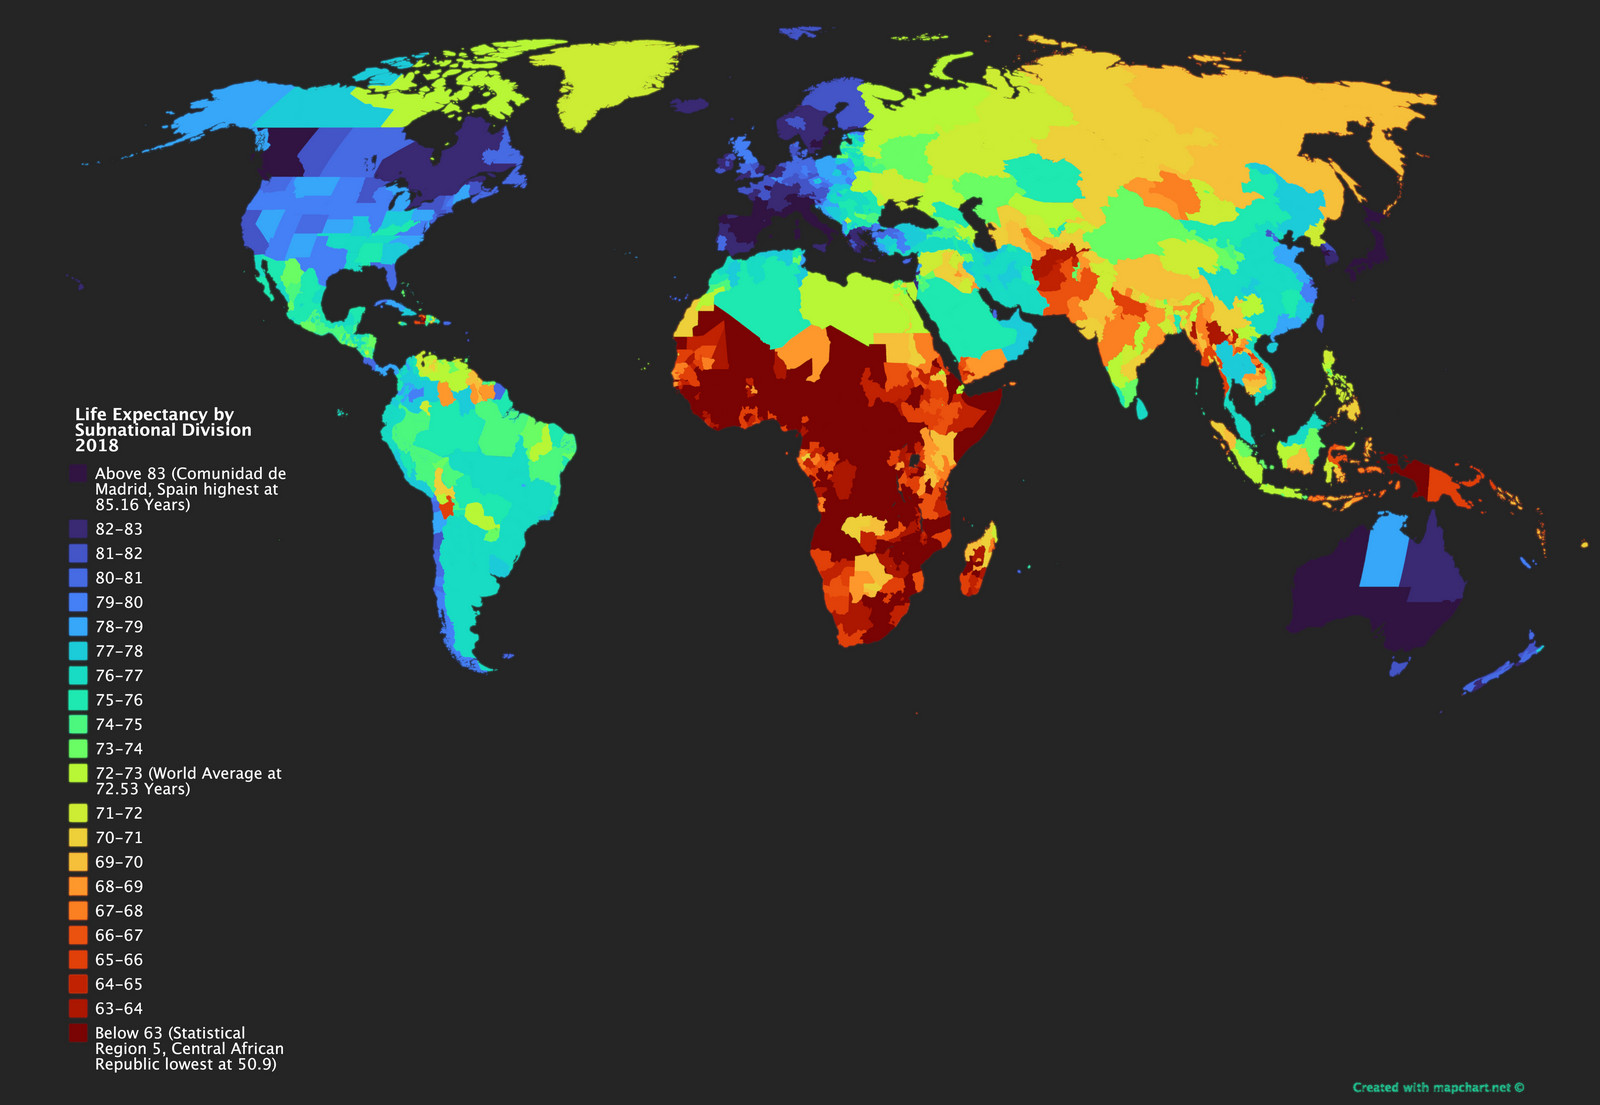 Life Expectancy by
Subnational Division
2018
Above 83 (Comunidad de
Madrid, Spain highest at
85.16 Years)
82-83
81-82
80-81
79-80
78-79
77-78
76-77
75-76
74-75
73-74
72-73 (World Average at
72.53 Years)
71-72
70-71
69-70
68-69
67-68
66-67
65-66
64-65
63-64
Below 63 (Statistical
Region 5, Central African
Republic lowest at 50.9)
Created with mapchart.net ©